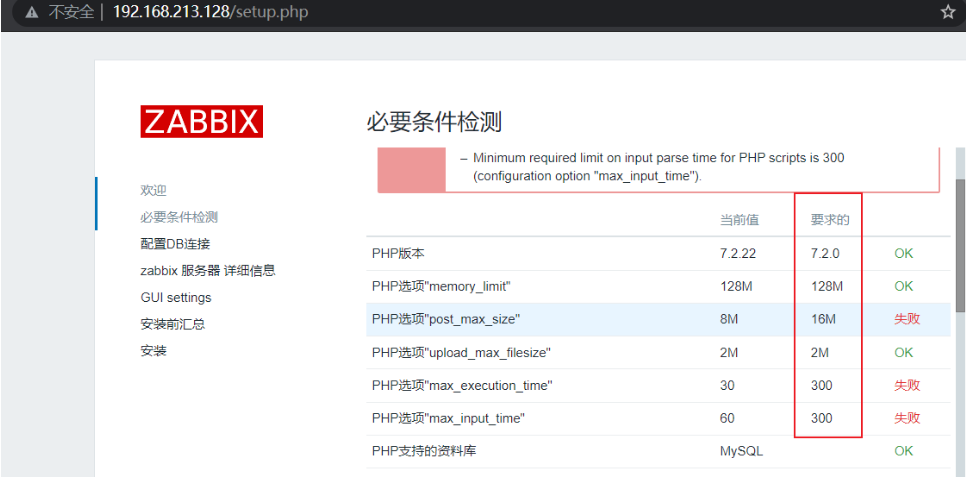 不安全 | 192.168.213.128/setup.php
ZABBIX
欢迎
必要条件检测
配置DB连接
zabbix 服务器 详细信息
GUI settings
安装前汇总
安装
必要条件检测
– Minimum required limit on input parse time for PHP scripts is 300
(configuration option "max_input_time").
当前值 要求的
PHP版本 7.2.22 7.2.0 OK
PHP选项"memory_limit" 128M 128M OK
PHP选项"post_max_size" 8M 16M 失败
PHP选项"upload_max_filesize" 2M 2M OK
PHP选项"max_execution_time" 30 300 失败
PHP选项"max_input_time" 60 300 失败
PHP支持的资料库 MySQL OK